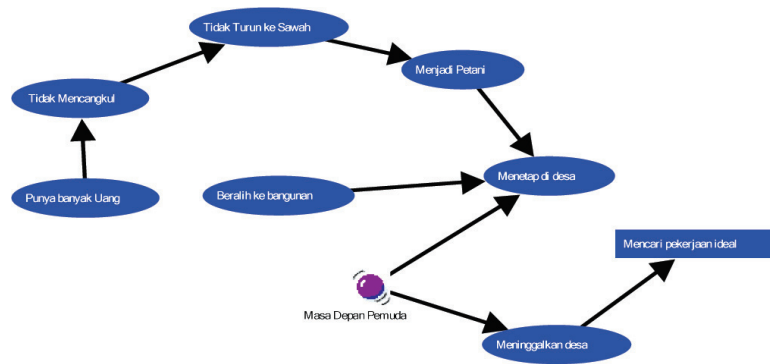 Tidak Turun ke Sawah
Menjadi Petani
Tidak Mencangkul
Menetap di desa
Punya banyak Uang
Beralih ke bangunan
Mencari pekerjaan ideal
Masa Depan Pemuda
Meninggalkan desa